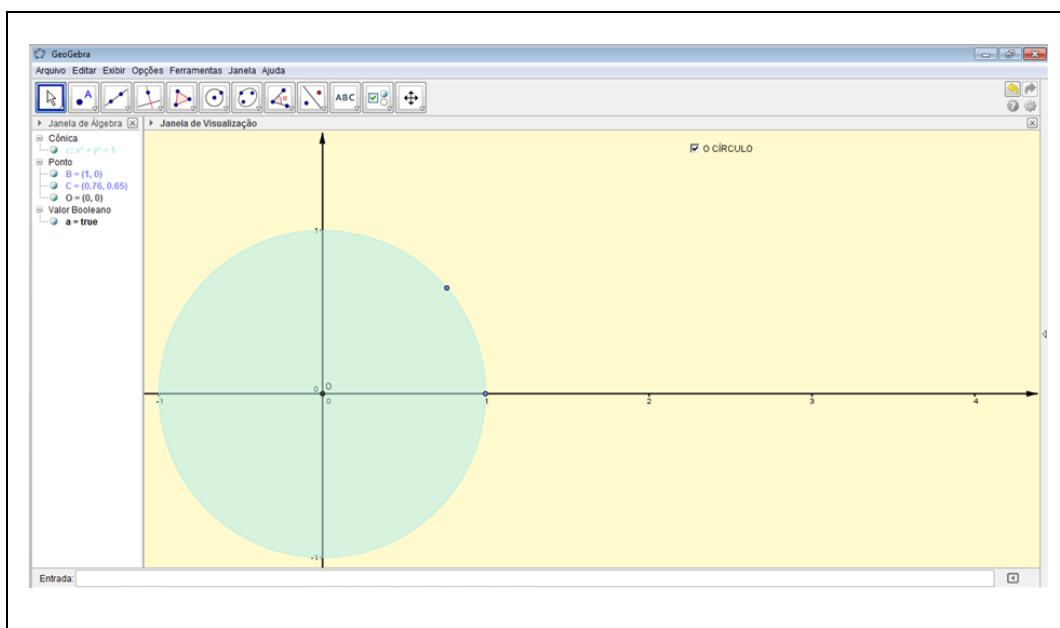 GeoGebra
Arquivo Editar Exibir Opções Ferramentas Janela Ajuda
A
ABC
Janela de Álgebra
Janela de Visualização
Cônica
c: x² + y² = 1
Ponto
B = (1, 0)
C = (0.76, 0.65)
O = (0, 0)
Valor Booleano
a = true
O CÍRCULO
1
0 O
-1 0 1 2 3 4
-1
Entrada: